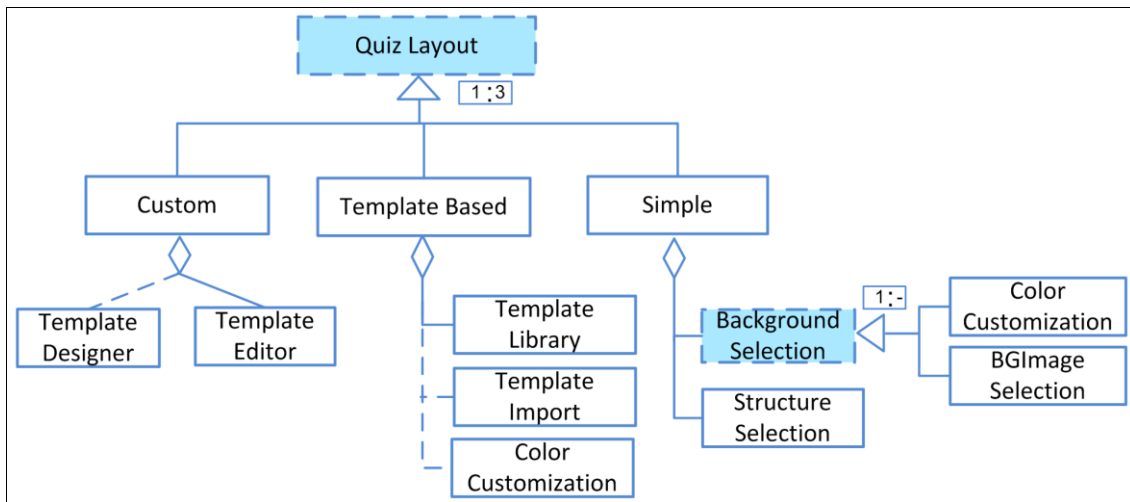 Quiz Layout
1:3
Custom
Template Based
Simple
Template
Designer
Template
Editor
Template
Library
Template
Import
Color
Customization
Background
Selection
1:-
Structure
Selection
Color
Customization
BGImage
Selection